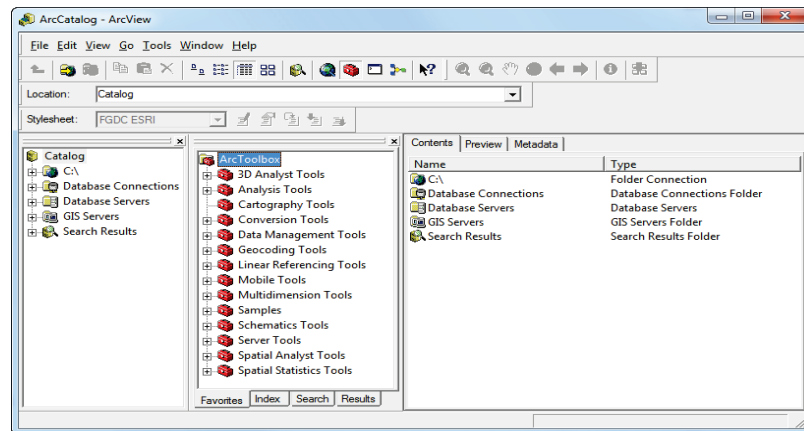 ArcCatalog - ArcView
File Edit View Go Tools Window Help
Location: Catalog
Stylesheet: FGDC ESRI
Catalog
C:\
Database Connections
Database Servers
GIS Servers
Search Results
ArcToolbox
3D Analyst Tools
Analysis Tools
Cartography Tools
Conversion Tools
Data Management Tools
Geocoding Tools
Linear Referencing Tools
Mobile Tools
Multidimension Tools
Samples
Schematics Tools
Server Tools
Spatial Analyst Tools
Spatial Statistics Tools
Favorites Index Search Results
Contents Preview Metadata
Name Type
C:\ Folder Connection
Database Connections Database Connections Folder
Database Servers Database Servers
GIS Servers GIS Servers Folder
Search Results Search Results Folder